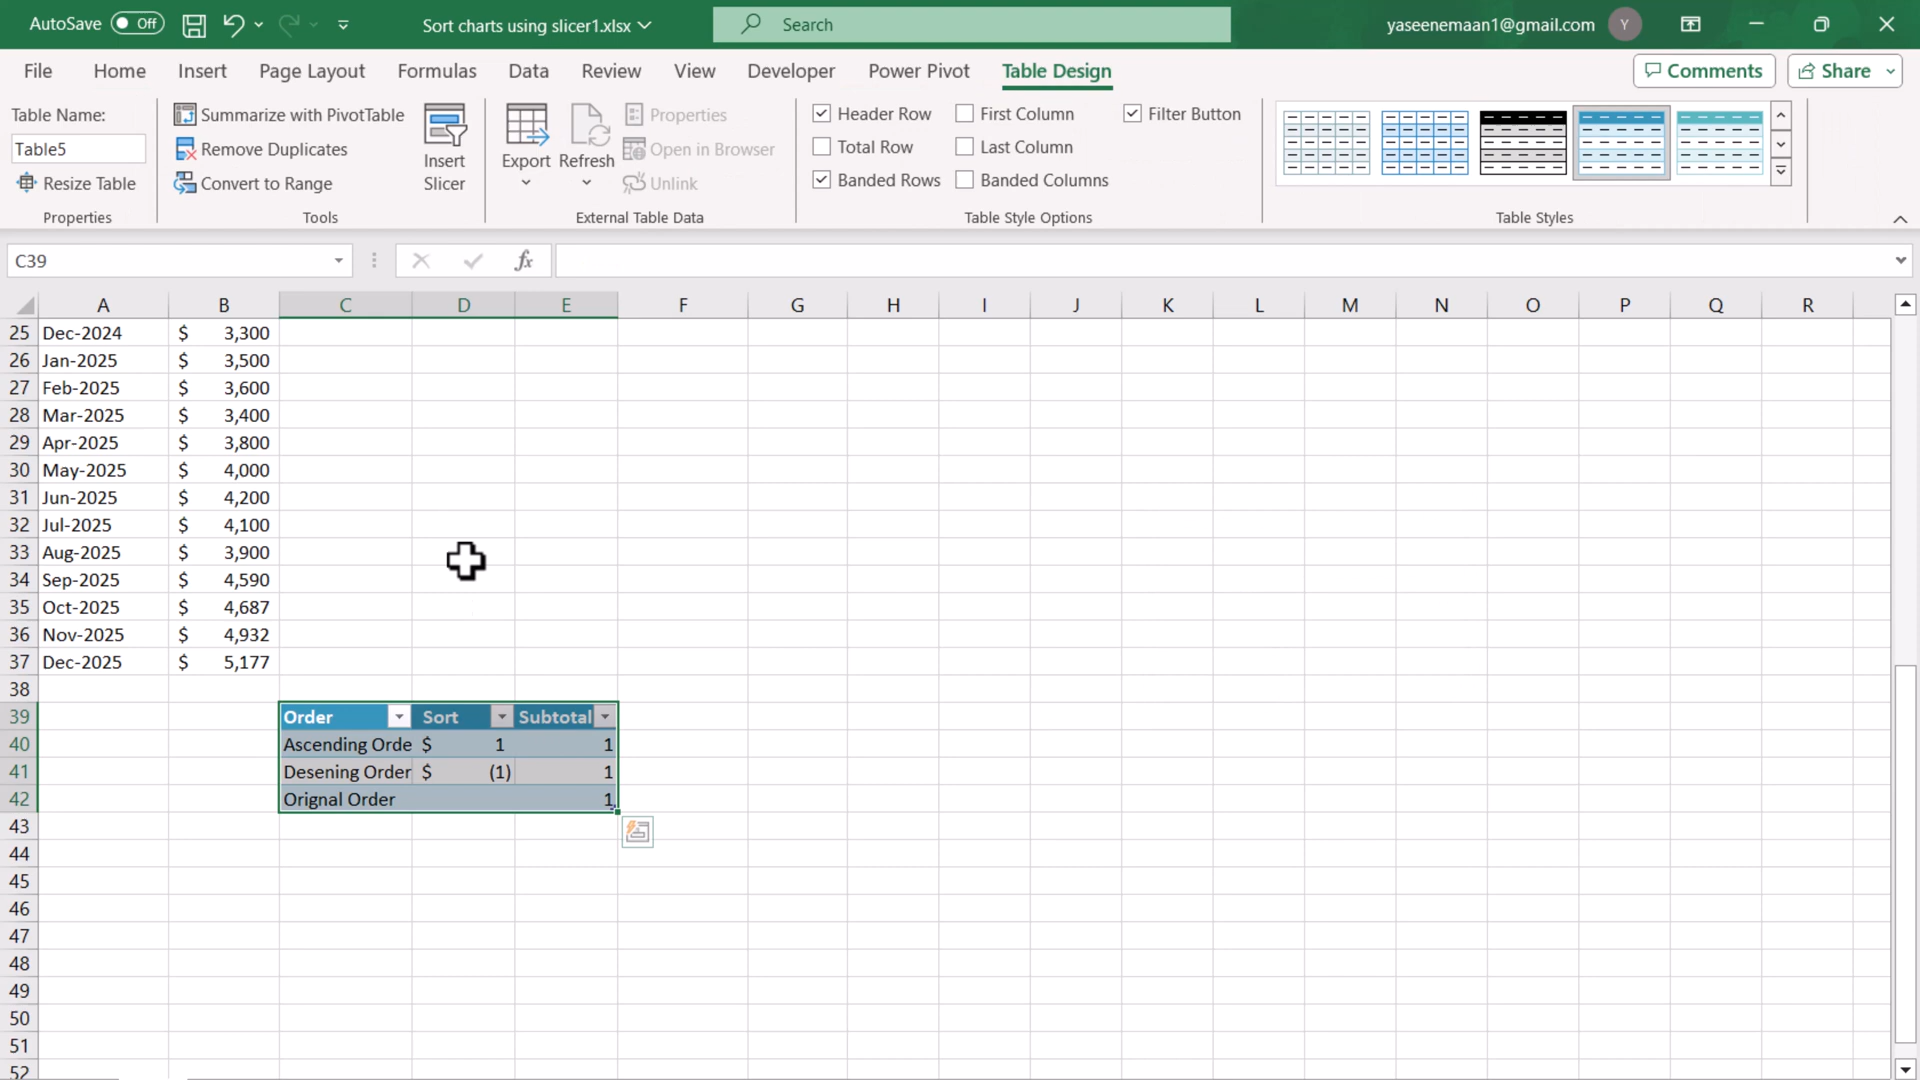 AutoSave Off Sort charts using slicer1.xlsx Search yaseenemaan1@gmail.com Y
File Home Insert Page Layout Formulas Data Review View Developer Power Pivot Table Design Comments Share
Table Name:
Table5
Resize Table
Properties
Summarize with PivotTable
Remove Duplicates
Convert to Range
Tools
Insert
Slicer
Export
Refresh
Properties
Open in Browser
Unlink
External Table Data
Header Row
Total Row
Banded Rows
First Column
Last Column
Banded Columns
Filter Button
Table Style Options
Table Styles
C39 fx
A B C D E F G H I J K L M N O P Q R
25 Dec-2024 $ 3,300
26 Jan-2025 $ 3,500
27 Feb-2025 $ 3,600
28 Mar-2025 $ 3,400
29 Apr-2025 $ 3,800
30 May-2025 $ 4,000
31 Jun-2025 $ 4,200
32 Jul-2025 $ 4,100
33 Aug-2025 $ 3,900
34 Sep-2025 $ 4,590
35 Oct-2025 $ 4,687
36 Nov-2025 $ 4,932
37 Dec-2025 $ 5,177
38
39 Order Sort Subtotal
40 Ascending Orde $ 1 1
41 Desening Order $ (1) 1
42 Orignal Order 1
43
44
45
46
47
48
49
50
51
52